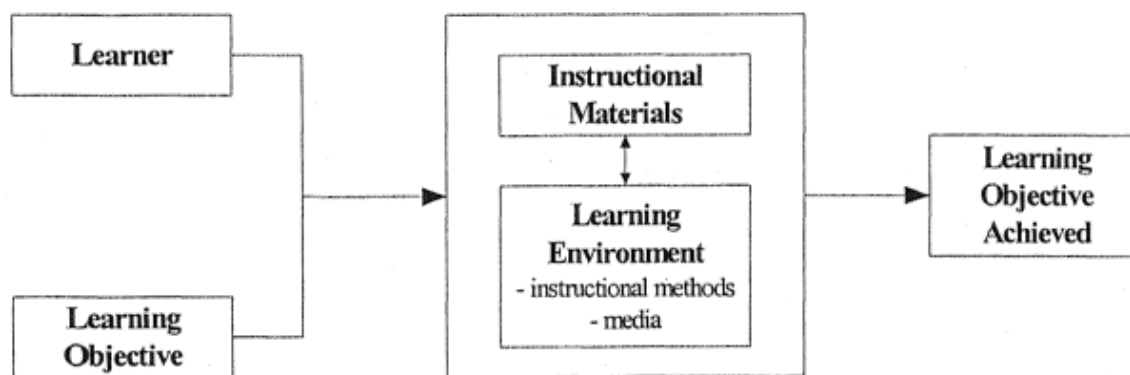 Learner
Learning
Objective
Instructional
Materials
Learning
Environment
- instructional methods
- media
Learning
Objective
Achieved